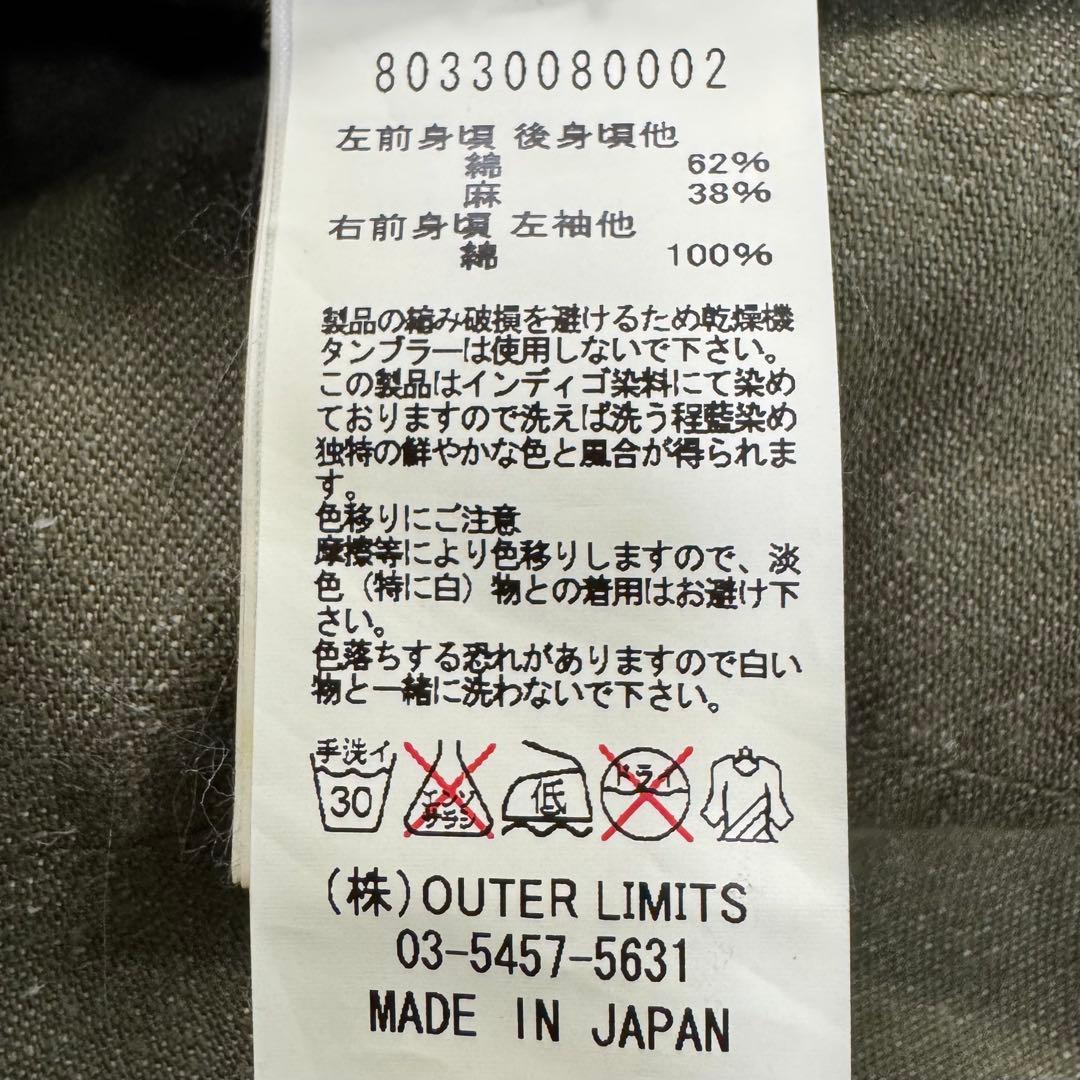 80330080002
左前身頃 後身頃他
綿 62%
麻 38%
右前身頃 左袖他
綿 100%
製品の縮み破損を避けるため乾燥機
タンブラーは使用しないで下さい。
この製品はインディゴ染料にて染め
ておりますので洗えば洗う程藍染め
独特の鮮やかな色と風合が得られま
す。
色移りにご注意
摩擦等により色移りしますので、淡
色(特に白)物との着用はお避け下
さい。
色落ちする恐れがありますので白い
物と一緒に洗わないで下さい。
手洗イ 30 エンソ サラシ 低 ドライ
(株)OUTER LIMITS
03-5457-5631
MADE IN JAPAN